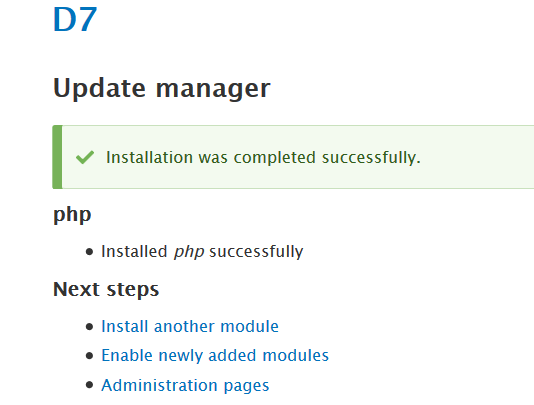 D7
Update manager
Installation was completed successfully.
php
Installed php successfully
Next steps
Install another module
Enable newly added modules
Administration pages